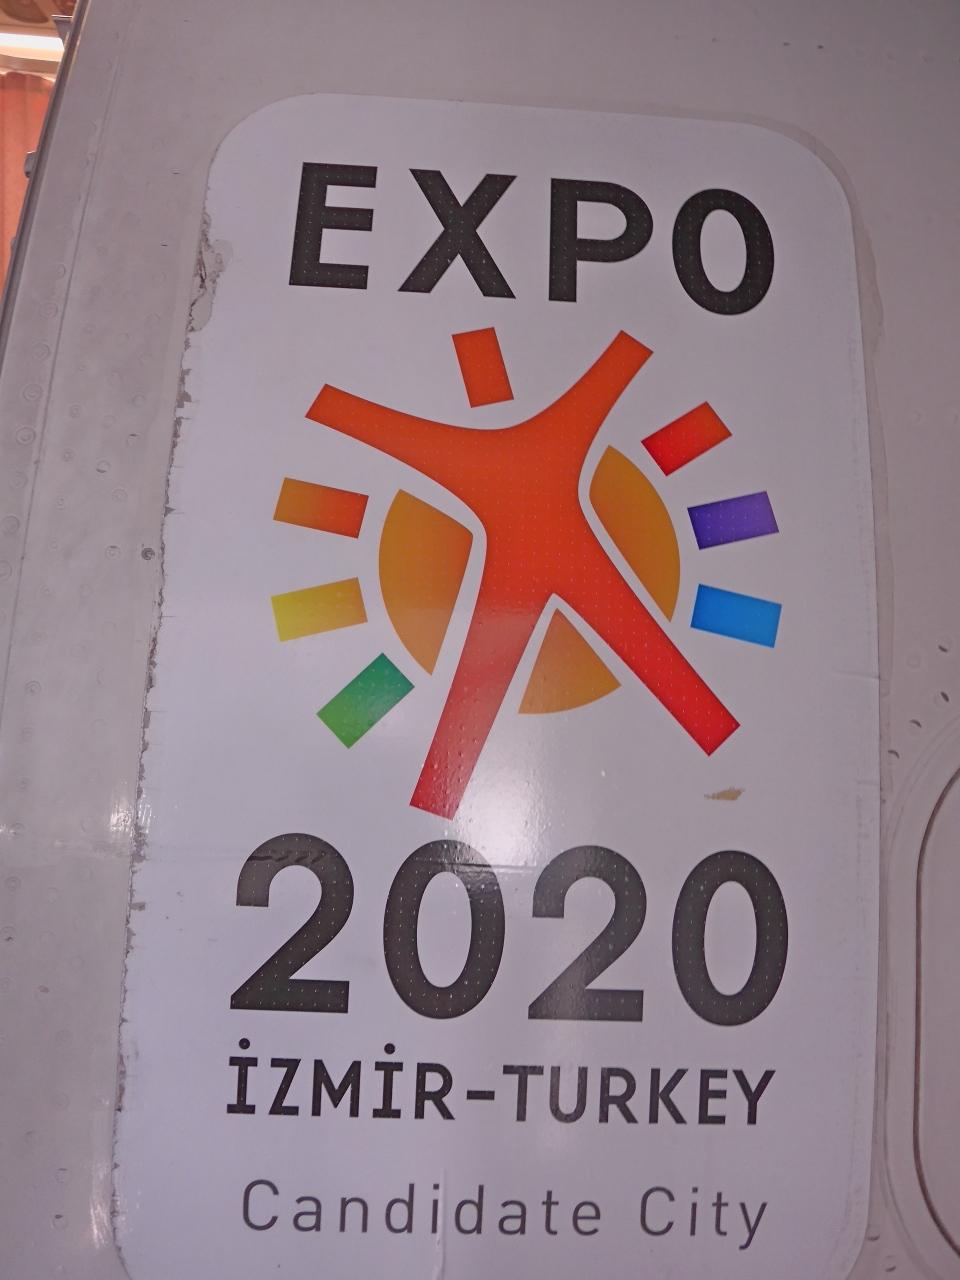 EXPO
2020
İZMİR-TURKEY
Candidate City